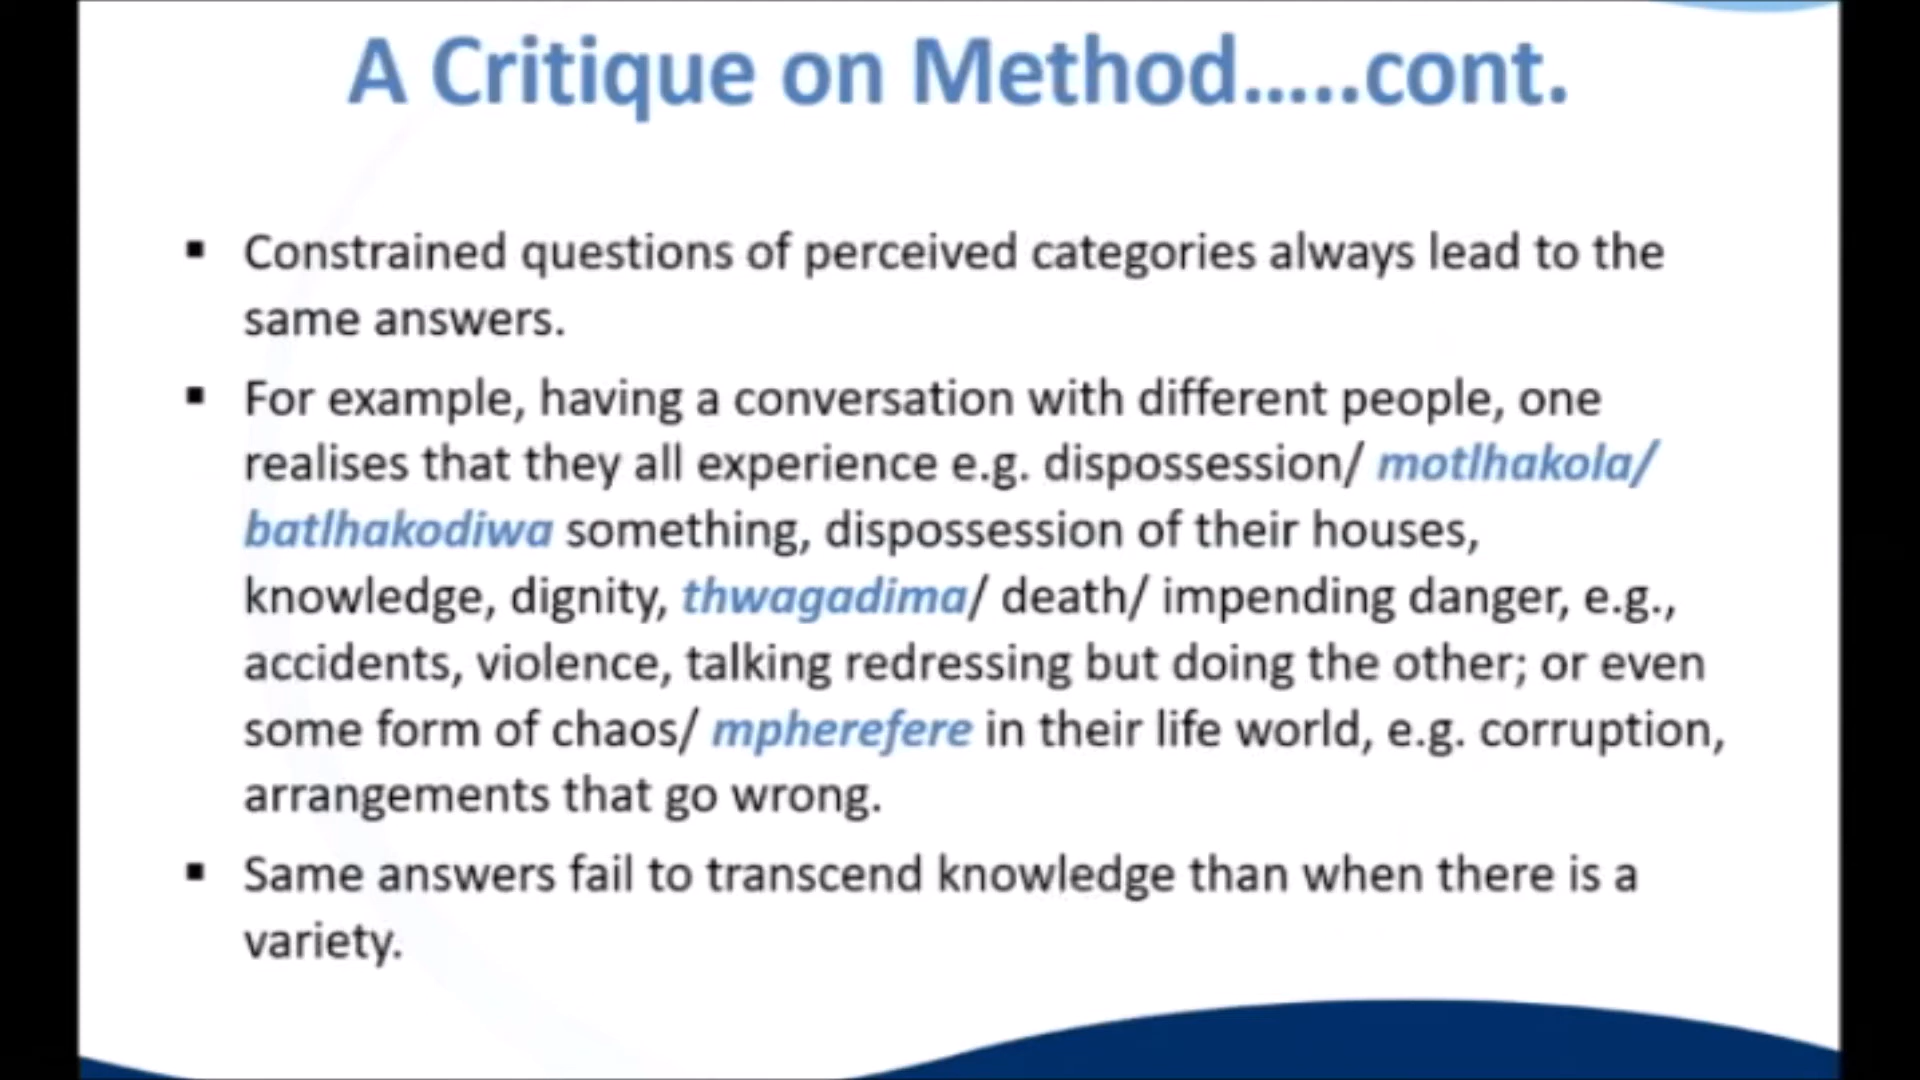 A Critique on Method.....cont.
▪ Constrained questions of perceived categories always lead to the
same answers.
▪ For example, having a conversation with different people, one
realises that they all experience e.g. dispossession/ motlhakola/
batlhakodiwa something, dispossession of their houses,
knowledge, dignity, thwagadima/ death/ impending danger, e.g.,
accidents, violence, talking redressing but doing the other; or even
some form of chaos/ mpherefere in their life world, e.g. corruption,
arrangements that go wrong.
▪ Same answers fail to transcend knowledge than when there is a
variety.